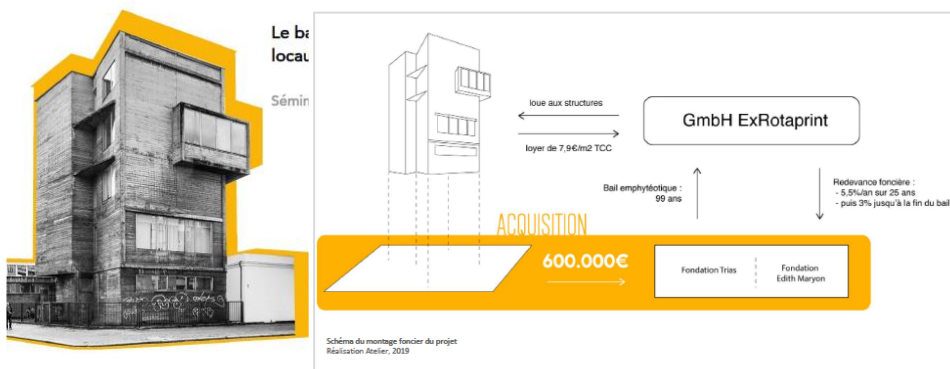 Le
locau
Sémin
loue aux structures
GmbH ExRotaprint
loyer de 7,9€/m2 TCC
Bail emphytéotique :
99 ans
Redevance foncière :
- 5,5%/an sur 25 ans
- puis 3% jusqu'à la fin du bail
ACQUISITION
600.000€
Fondation Trias
Fondation
Edith Maryon
Schéma du montage foncier du projet
Réalisation Atelier, 2019